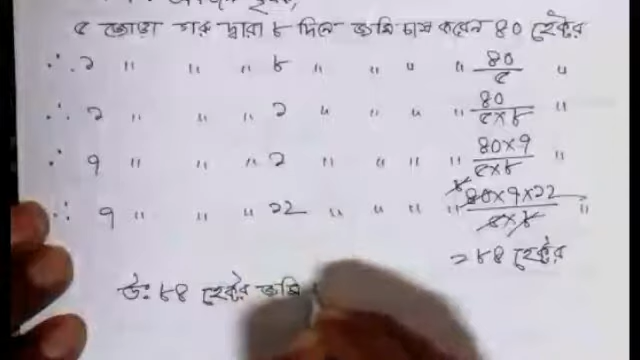 ৫ জোড়া গরু দ্বারা ৮ দিনে জমি চাষ করেন ৪০ হেক্টর
∴ ১ " " " ৮ " " " " ৪০/৫ "
∴ ১ " " " ১ " " " " ৪০/৫×৮ "
∴ ৭ " " " ১ " " " " ৪০×৭/৫×৮ "
∴ ৭ " " " ১২ " " " " ৪০×৭×১২/৫×৮ "
= ৮৪ হেক্টর
উ: ৮৪ হেক্টর জমি